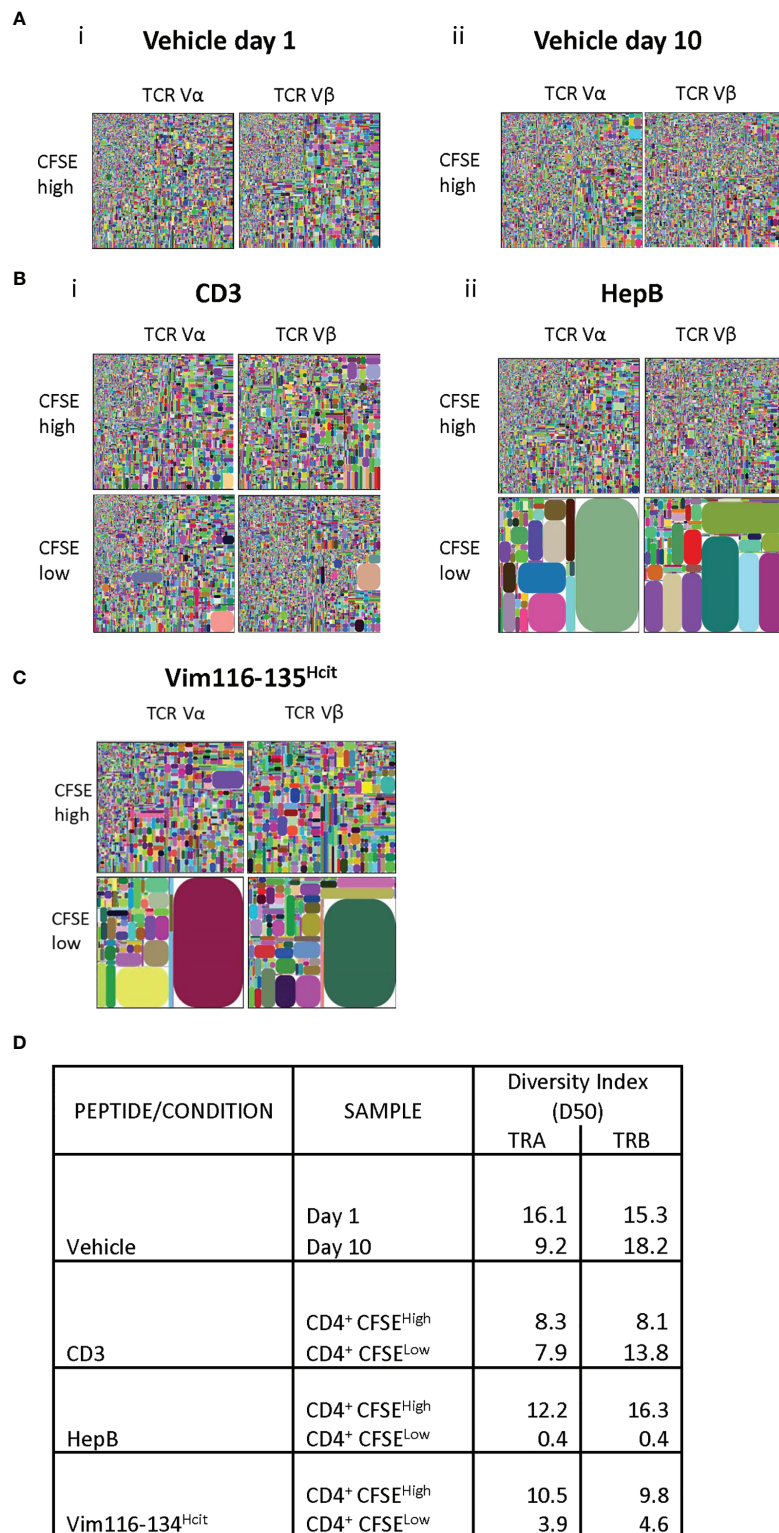 A
i Vehicle day 1
ii Vehicle day 10
TCR Vα TCR Vβ
TCR Vα TCR Vβ
CFSE
high
CFSE
high
B
i CD3
ii HepB
TCR Vα TCR Vβ
TCR Vα TCR Vβ
CFSE
high
CFSE
high
CFSE
low
CFSE
low
C
Vim116-135Hcit
TCR Vα TCR Vβ
CFSE
high
CFSE
low
D
PEPTIDE/CONDITION SAMPLE Diversity Index
(D50)
TRA TRB
Day 1 16.1 15.3
Vehicle Day 10 9.2 18.2
CD4+ CFSEHigh 8.3 8.1
CD3 CD4+ CFSELow 7.9 13.8
CD4+ CFSEHigh 12.2 16.3
HepB CD4+ CFSELow 0.4 0.4
CD4+ CFSEHigh 10.5 9.8
Vim116-134Hcit CD4+ CFSELow 3.9 4.6